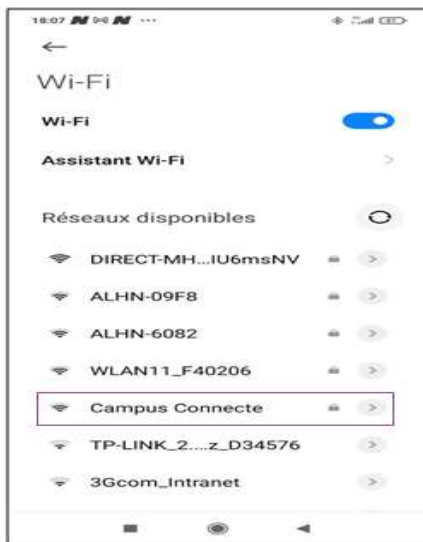 18:07
Wi-Fi
Wi-Fi
Assistant Wi-Fi
Réseaux disponibles
DIRECT-MH...IU6msNV
ALHN-09F8
ALHN-6082
WLAN11_F40206
Campus Connecte
TP-LINK_2....z_D34576
3Gcom_Intranet